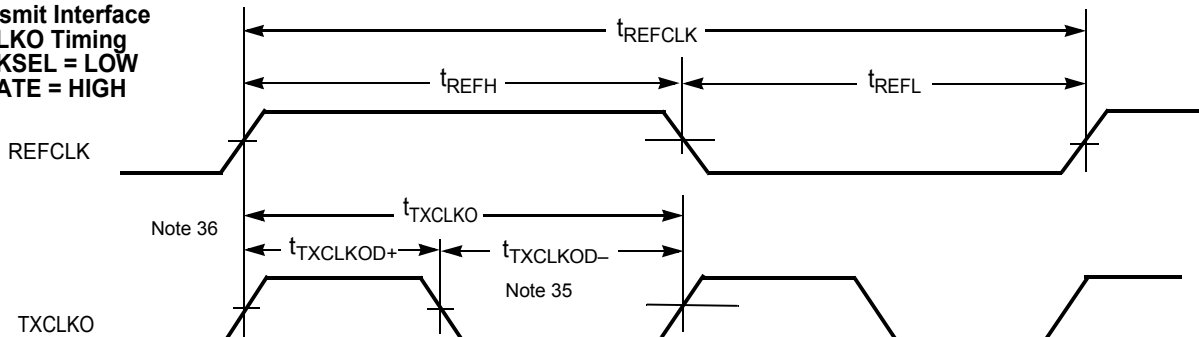 smit Interface
LKO Timing
KSEL = LOW
ATE = HIGH
tREFCLK
tREFH
tREFL
REFCLK
Note 36
tTXCLKO
tTXCLKOD+
tTXCLKOD–
Note 35
TXCLKO